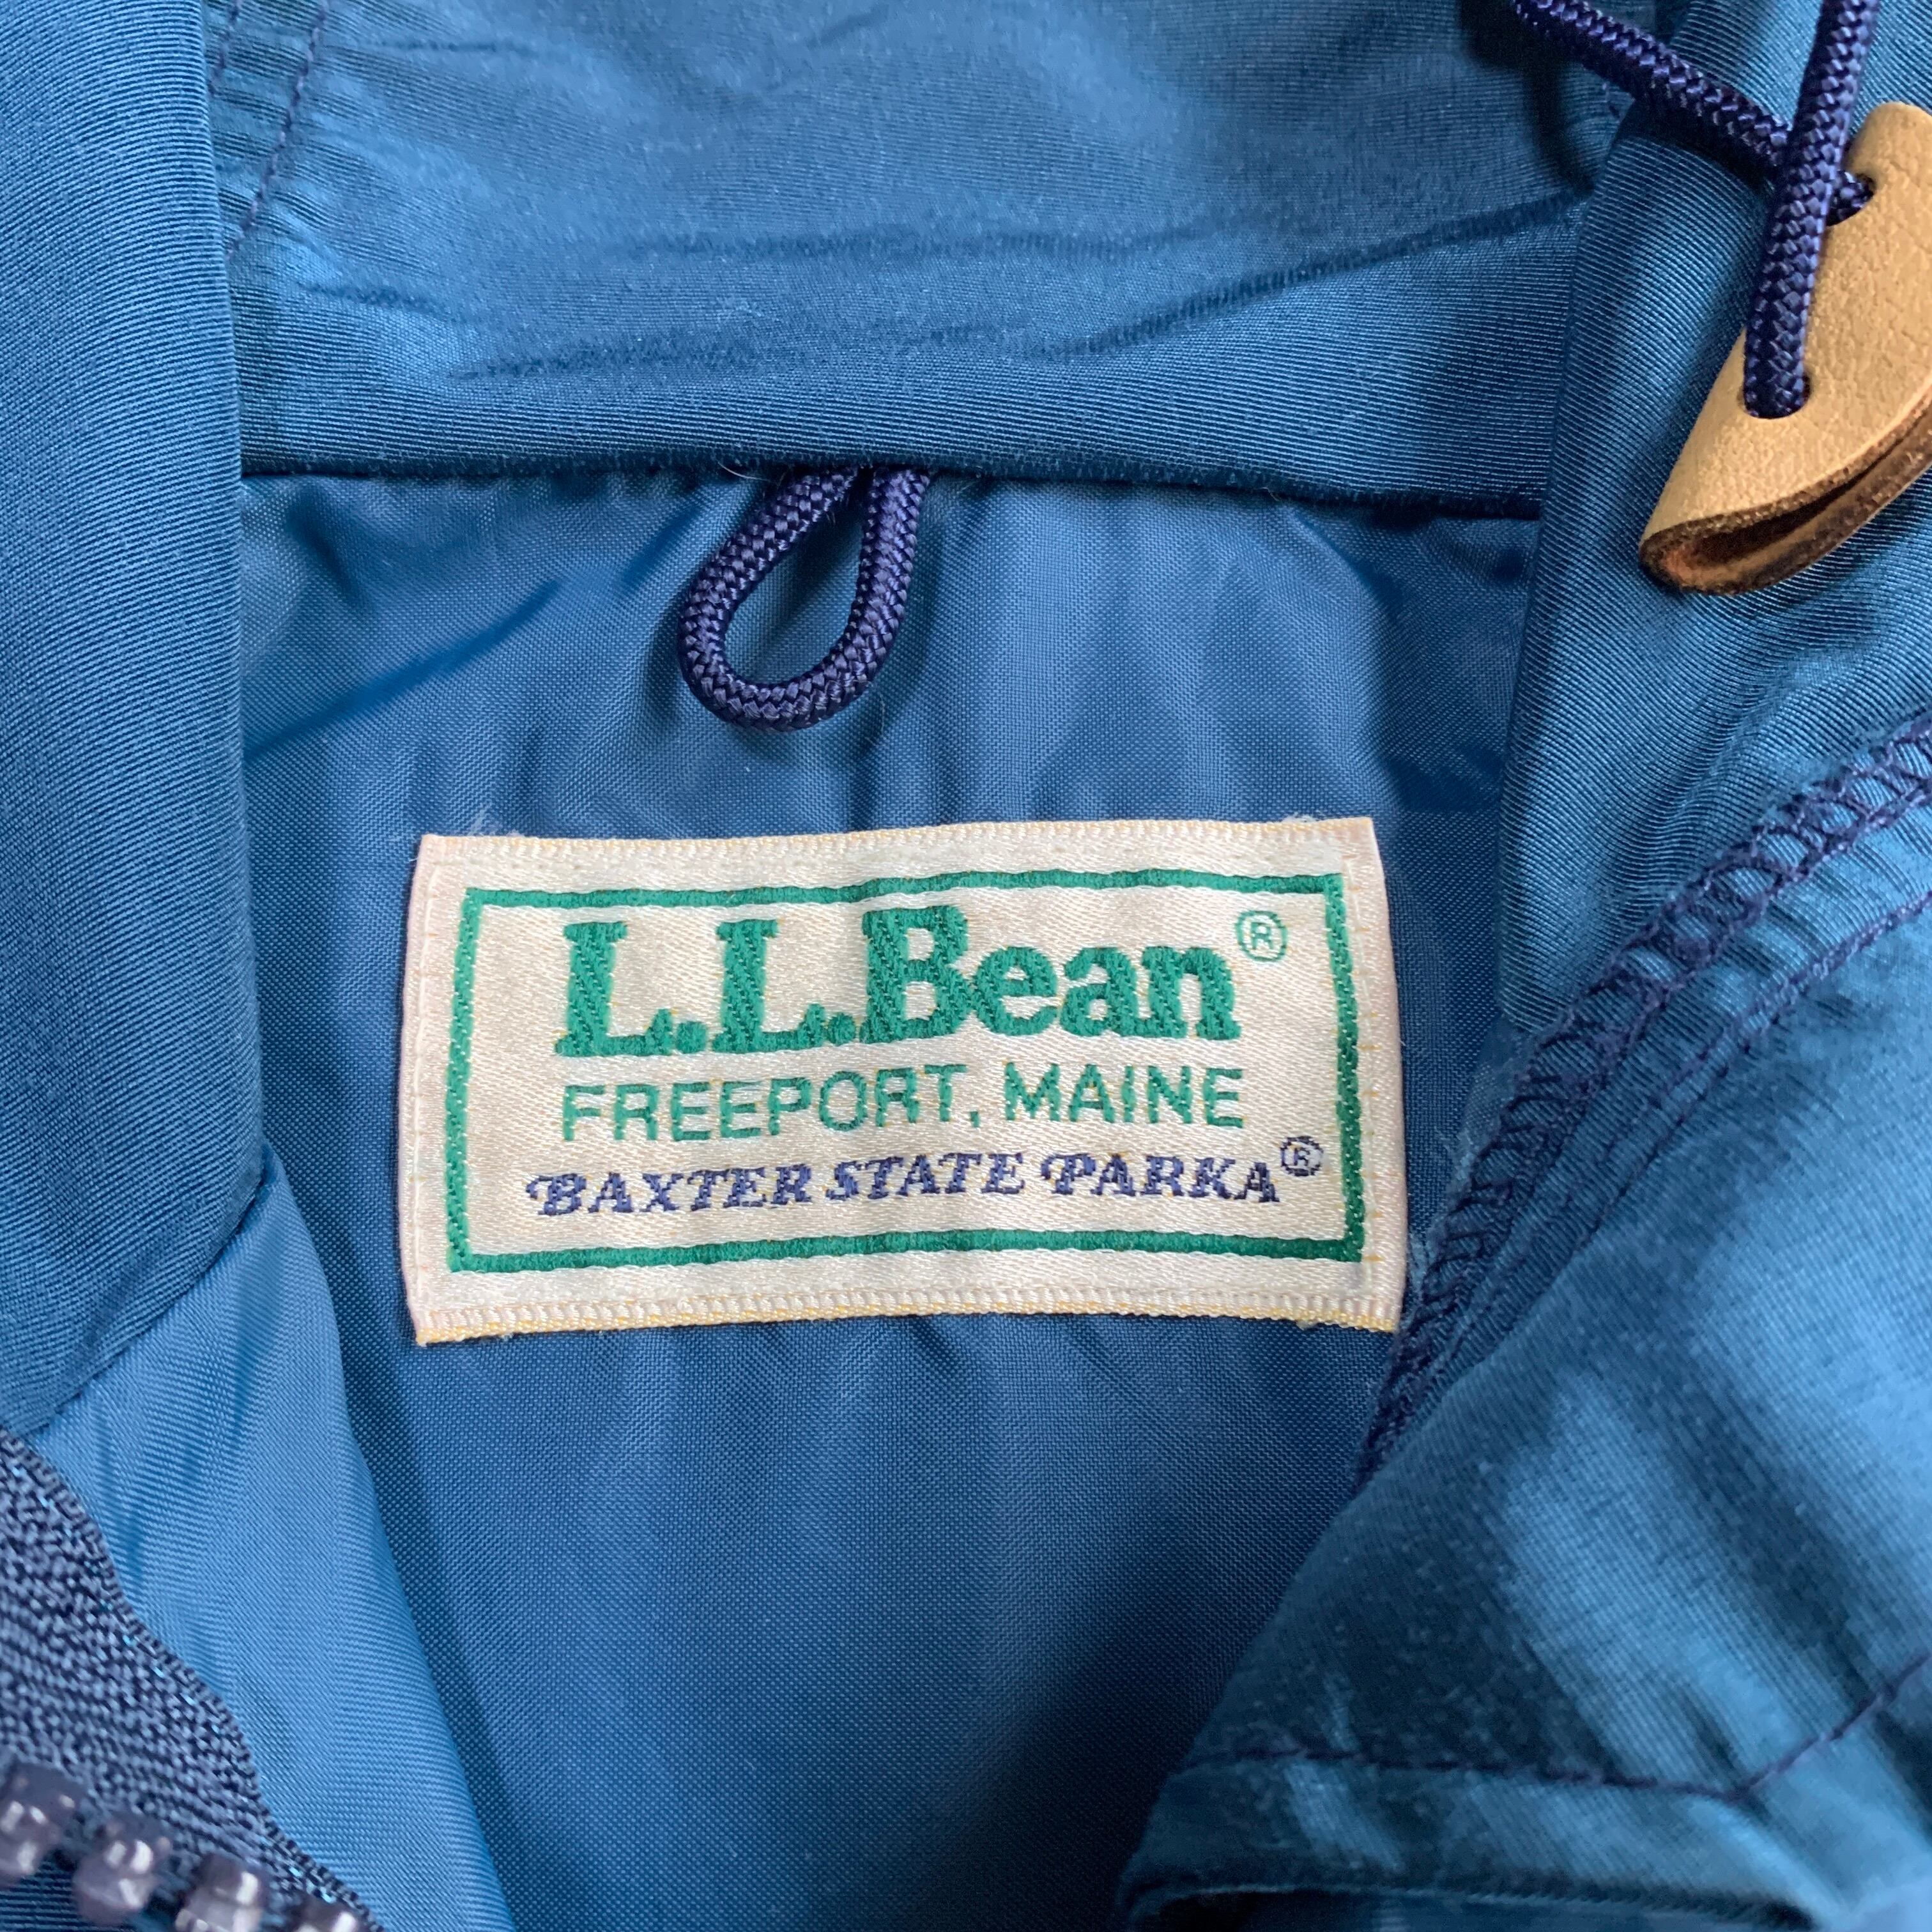 L.L.Bean®
FREEPORT, MAINE
BAXTER STATE PARKA®